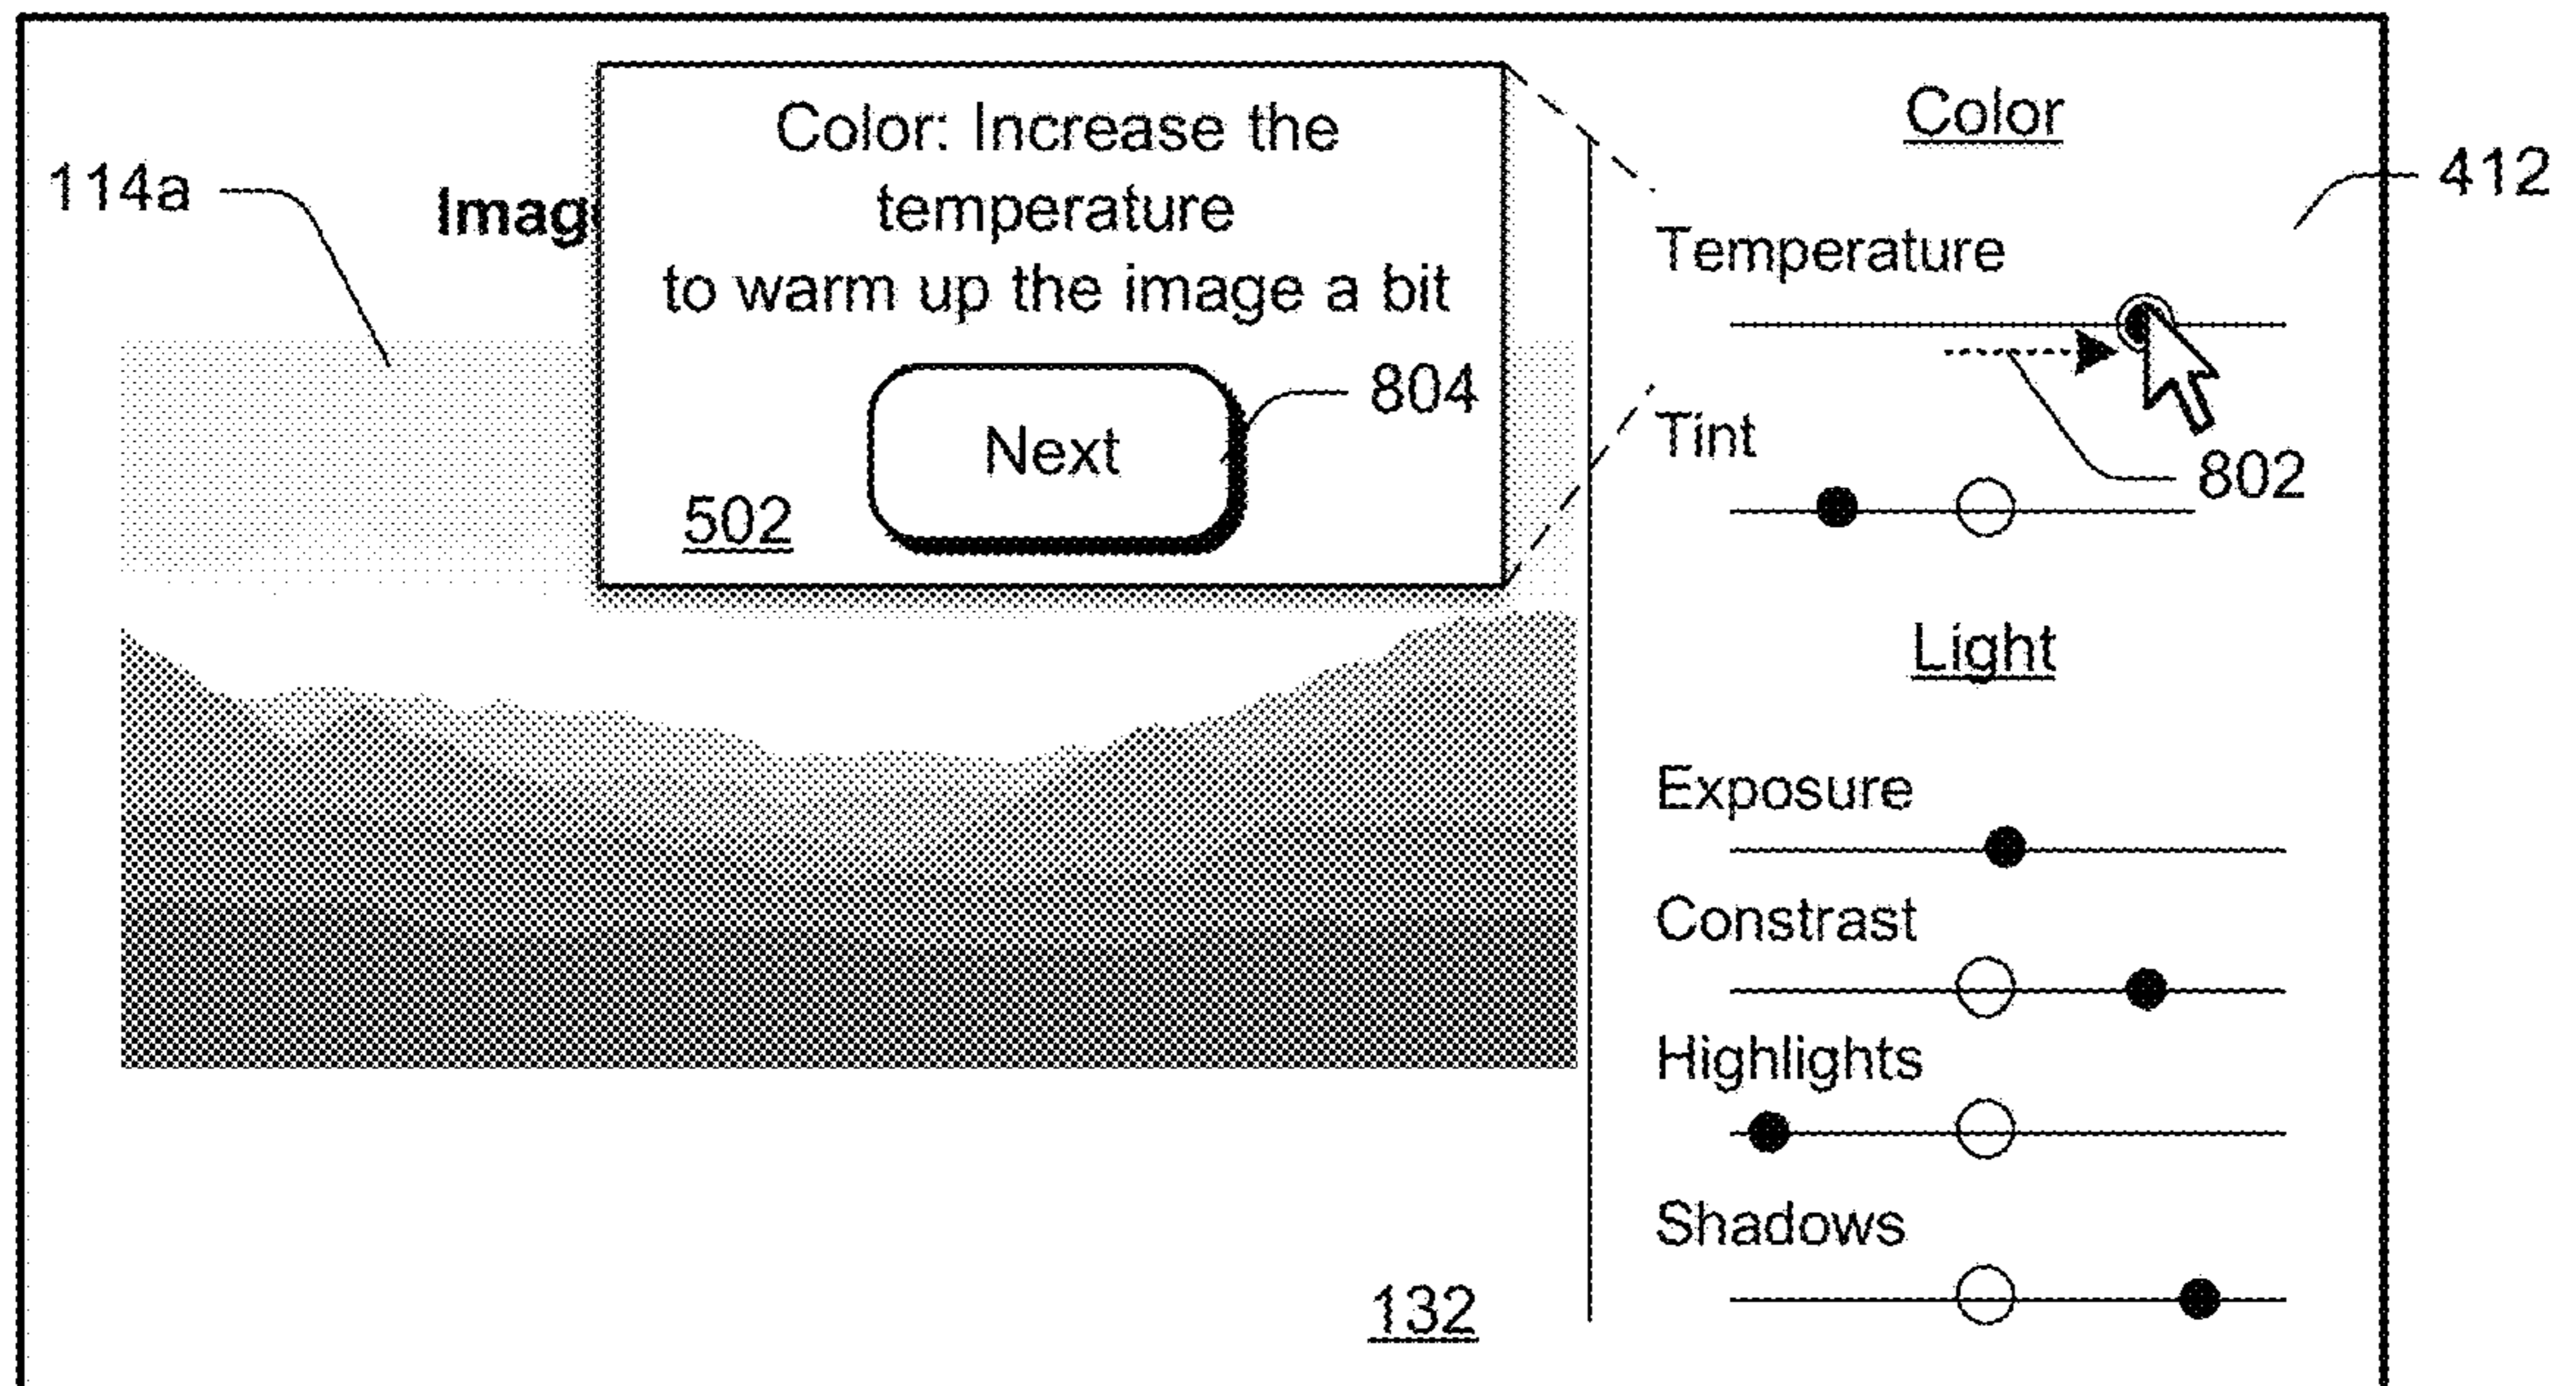 114a
Imag
Color: Increase the
temperature
to warm up the image a bit
Next
804
502
132
Color
412
Temperature
802
Tint
Light
Exposure
Constrast
Highlights
Shadows